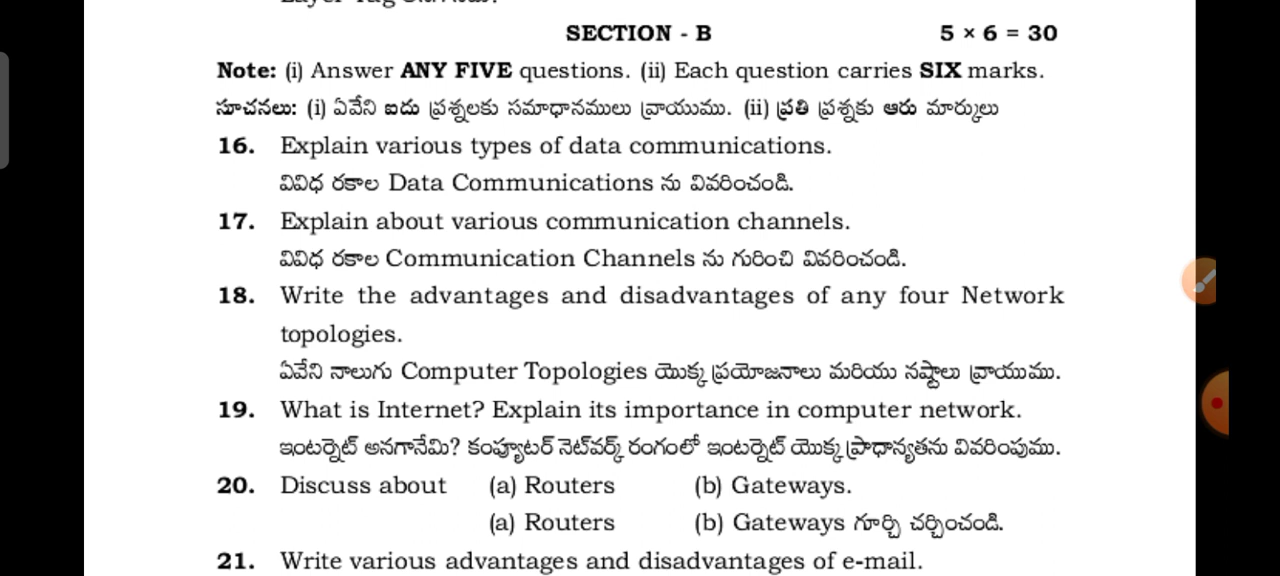 SECTION - B 5 × 6 = 30
Note: (i) Answer ANY FIVE questions. (ii) Each question carries SIX marks.
సూచనలు: (i) ఏవేని ఐదు ప్రశ్నలకు సమాధానములు వ్రాయుము. (ii) ప్రతి ప్రశ్నకు ఆరు మార్కులు
16. Explain various types of data communications.
వివిధ రకాల Data Communications ను వివరించండి.
17. Explain about various communication channels.
వివిధ రకాల Communication Channels ను గురించి వివరించండి.
18. Write the advantages and disadvantages of any four Network
topologies.
ఏవేని నాలుగు Computer Topologies యొక్క ప్రయోజనాలు మరియు నష్టాలు వ్రాయుము.
19. What is Internet? Explain its importance in computer network.
ఇంటర్నెట్ అనగానేమి? కంప్యూటర్ నెట్‌వర్క్ రంగంలో ఇంటర్నెట్ యొక్క ప్రాధాన్యతను వివరింపుము.
20. Discuss about (a) Routers (b) Gateways.
(a) Routers (b) Gateways గూర్చి చర్చించండి.
21. Write various advantages and disadvantages of e-mail.